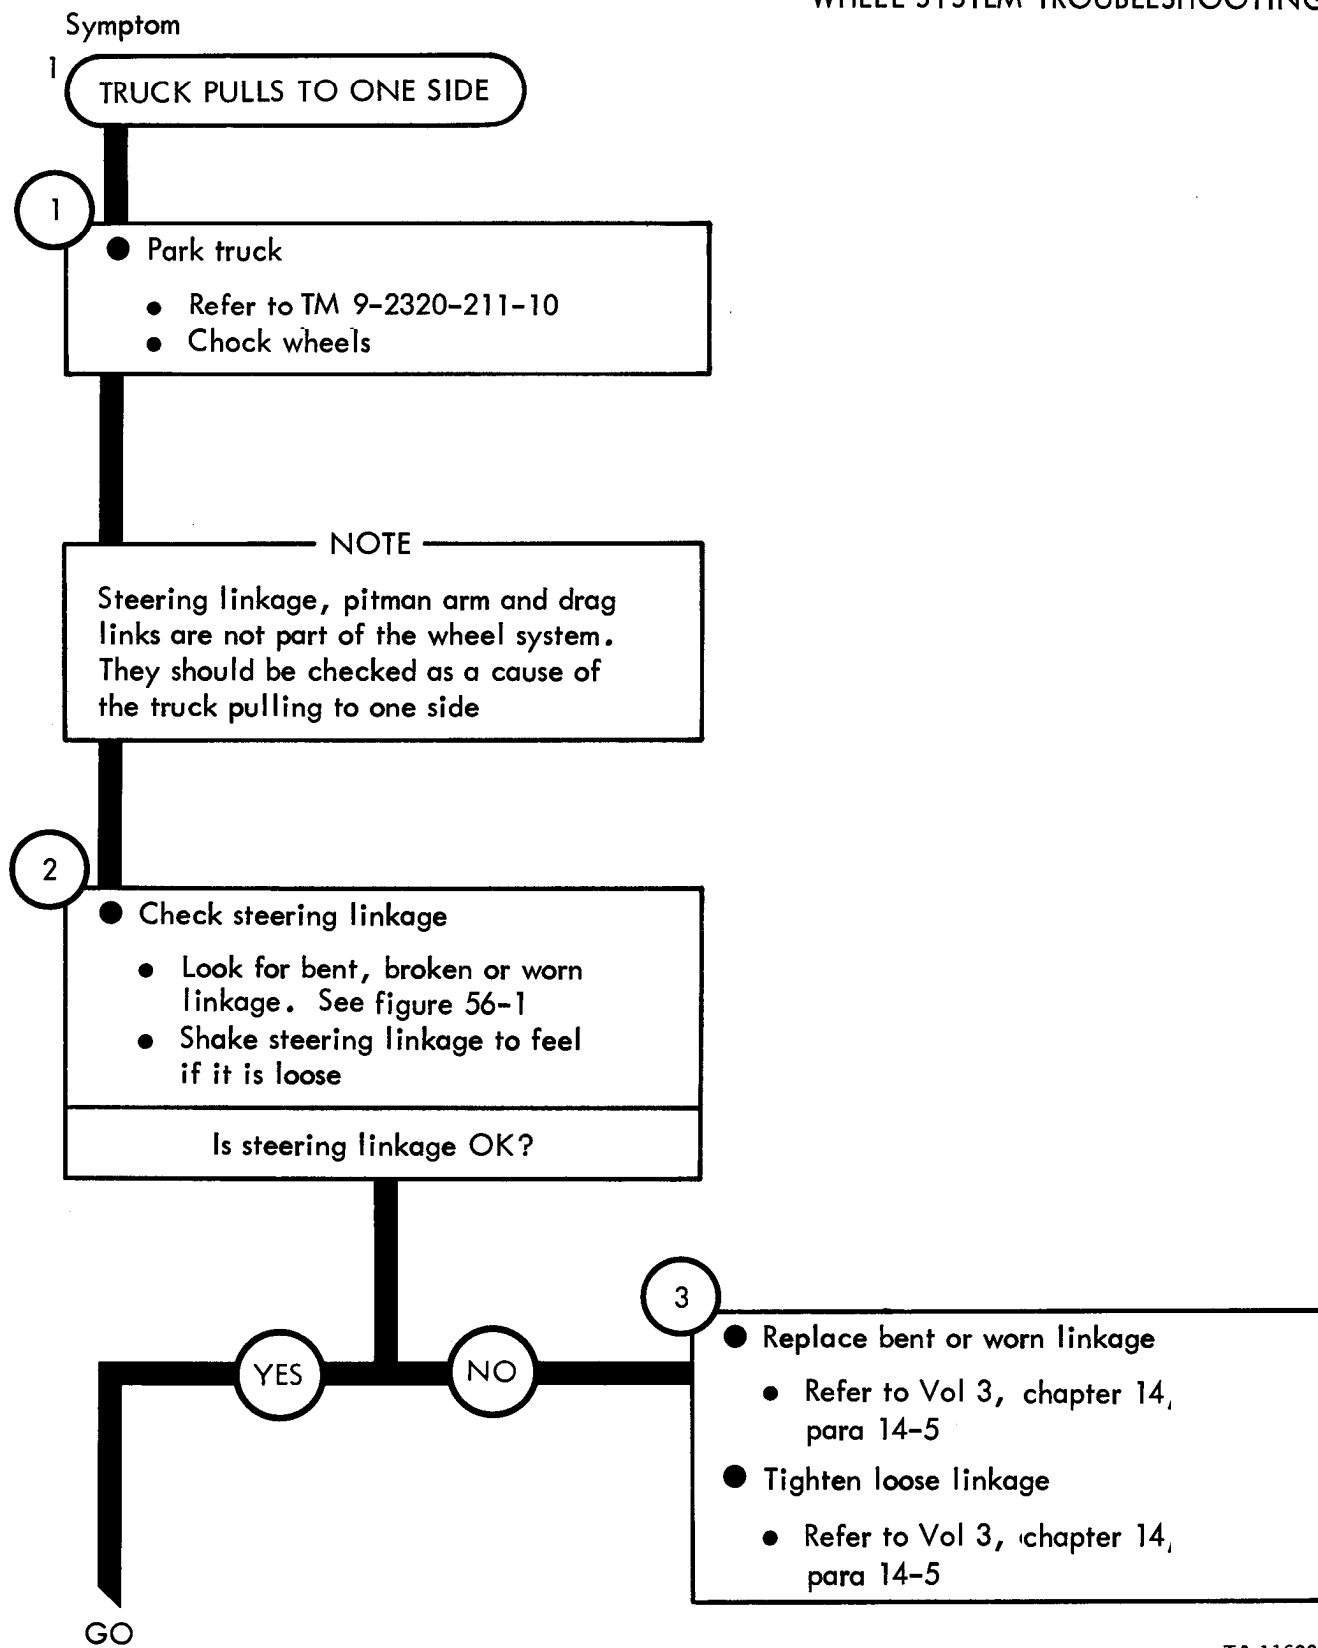 WHEEL SYSTEM TROUBLESHOOTING
Symptom
1
TRUCK PULLS TO ONE SIDE
1
● Park truck
● Refer to TM 9-2320-211-10
● Chock wheels
NOTE
Steering linkage, pitman arm and drag
links are not part of the wheel system.
They should be checked as a cause of
the truck pulling to one side
2
● Check steering linkage
● Look for bent, broken or worn
linkage. See figure 56-1
● Shake steering linkage to feel
if it is loose
Is steering linkage OK?
YES
NO
3
● Replace bent or worn linkage
● Refer to Vol 3, chapter 14,
para 14-5
● Tighten loose linkage
● Refer to Vol 3, chapter 14,
para 14-5
GO
TA